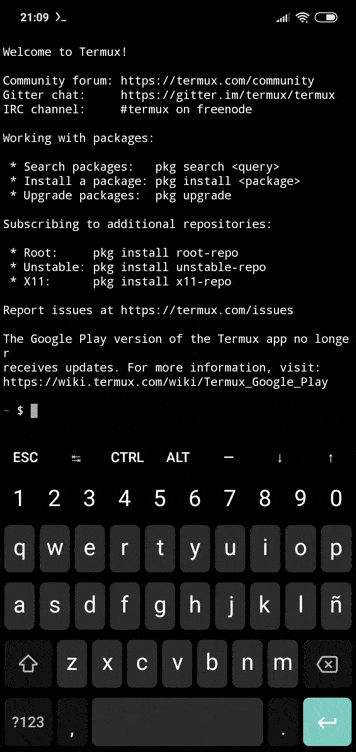 21:09
Welcome to Termux!
Community forum: https://termux.com/community
Gitter chat:     https://gitter.im/termux/termux
IRC channel:     #termux on freenode
Working with packages:
* Search packages:   pkg search <query>
* Install a package: pkg install <package>
* Upgrade packages:  pkg upgrade
Subscribing to additional repositories:
* Root:     pkg install root-repo
* Unstable: pkg install unstable-repo
* X11:      pkg install x11-repo
Report issues at https://termux.com/issues
The Google Play version of the Termux app no longe
r
receives updates. For more information, visit:
https://wiki.termux.com/wiki/Termux_Google_Play
~ $
ESC ↹ CTRL ALT — ↓ ↑
1 2 3 4 5 6 7 8 9 0
q w e r t y u i o p
a s d f g h j k l ñ
z x c v b n m
?123 , .